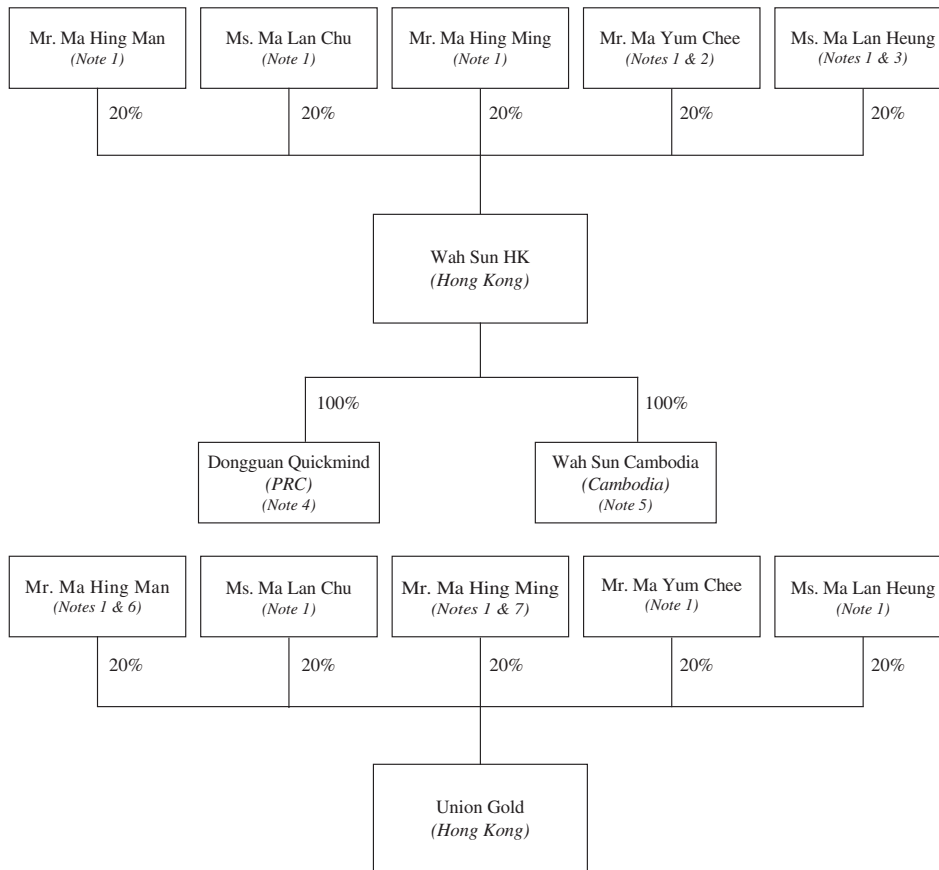 Mr. Ma Hing Man
(Note 1)
Ms. Ma Lan Chu
(Note 1)
Mr. Ma Hing Ming
(Note 1)
Mr. Ma Yum Chee
(Notes 1 & 2)
Ms. Ma Lan Heung
(Notes 1 & 3)
20%
20%
20%
20%
20%
Wah Sun HK
(Hong Kong)
100%
100%
Dongguan Quickmind
(PRC)
(Note 4)
Wah Sun Cambodia
(Cambodia)
(Note 5)
Mr. Ma Hing Man
(Notes 1 & 6)
Ms. Ma Lan Chu
(Note 1)
Mr. Ma Hing Ming
(Notes 1 & 7)
Mr. Ma Yum Chee
(Note 1)
Ms. Ma Lan Heung
(Note 1)
20%
20%
20%
20%
20%
Union Gold
(Hong Kong)